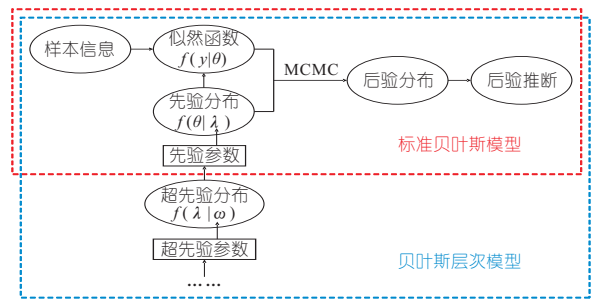 样本信息
似然函数
f(y|θ)
先验分布
f(θ|λ)
MCMC
后验分布
后验推断
先验参数
标准贝叶斯模型
超先验分布
f(λ|ω)
超先验参数
贝叶斯层次模型
……